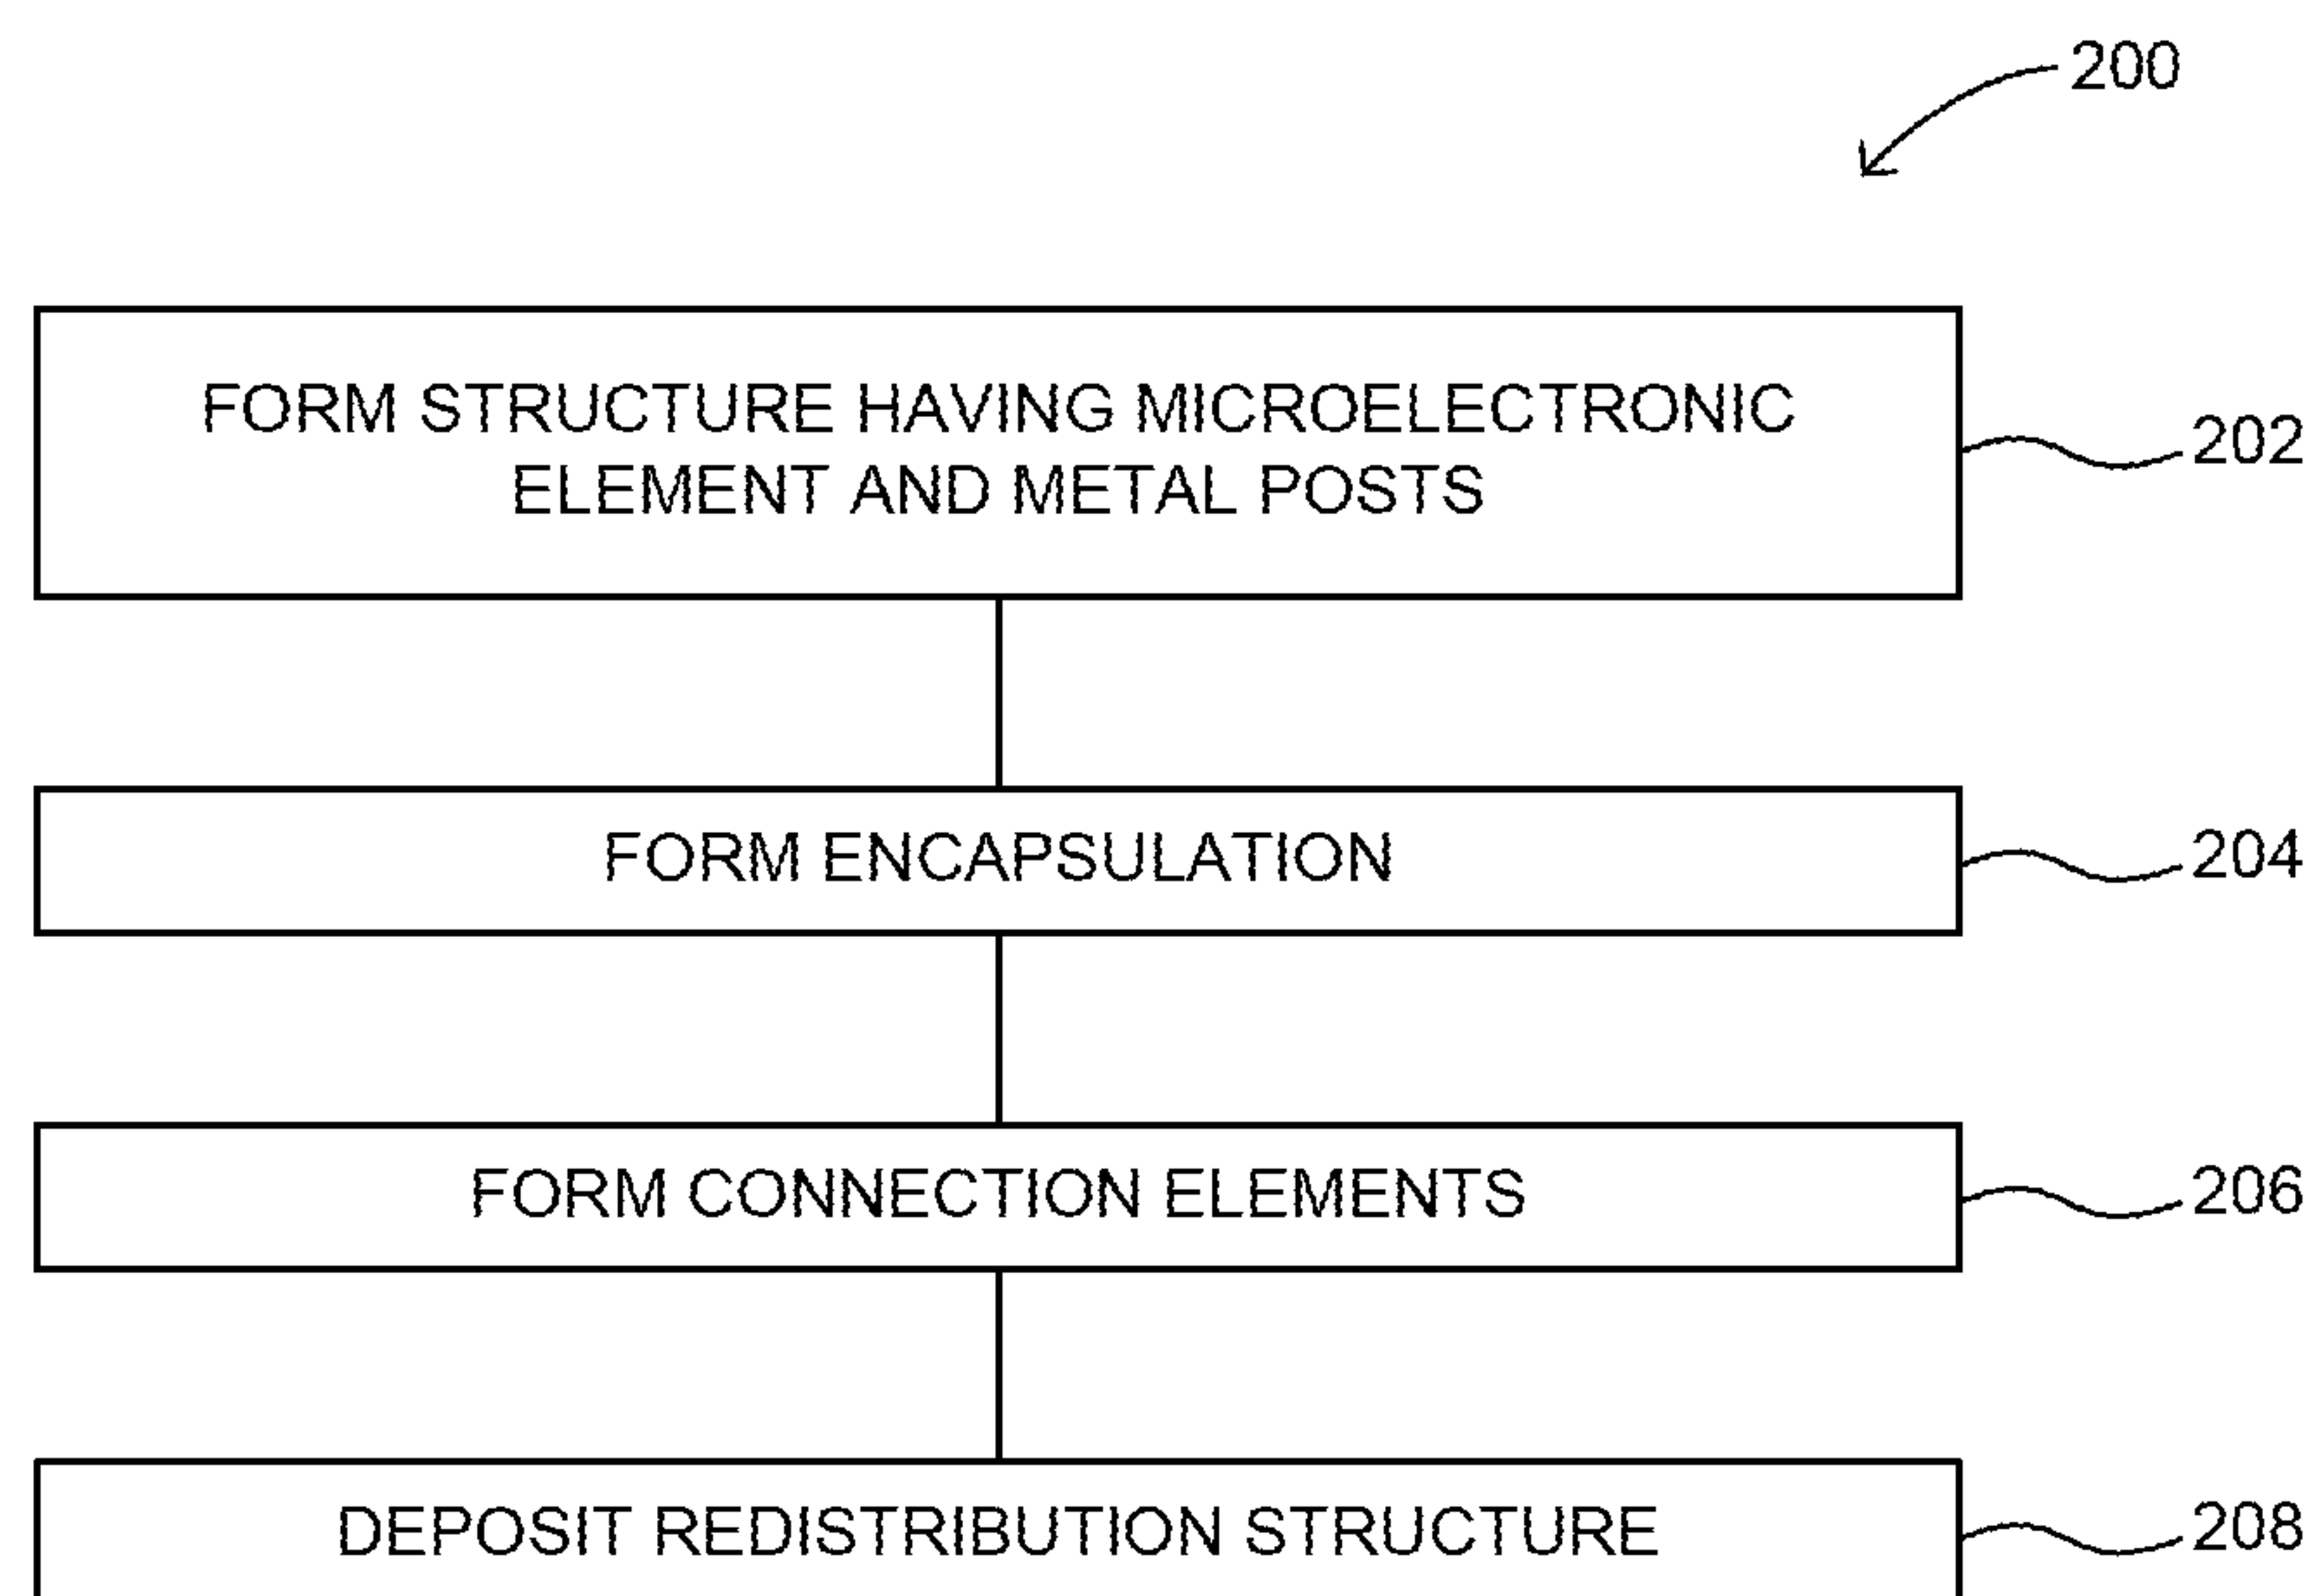 200
FORM STRUCTURE HAVING MICROELECTRONIC
ELEMENT AND METAL POSTS
202
FORM ENCAPSULATION
204
FORM CONNECTION ELEMENTS
206
DEPOSIT REDISTRIBUTION STRUCTURE
208